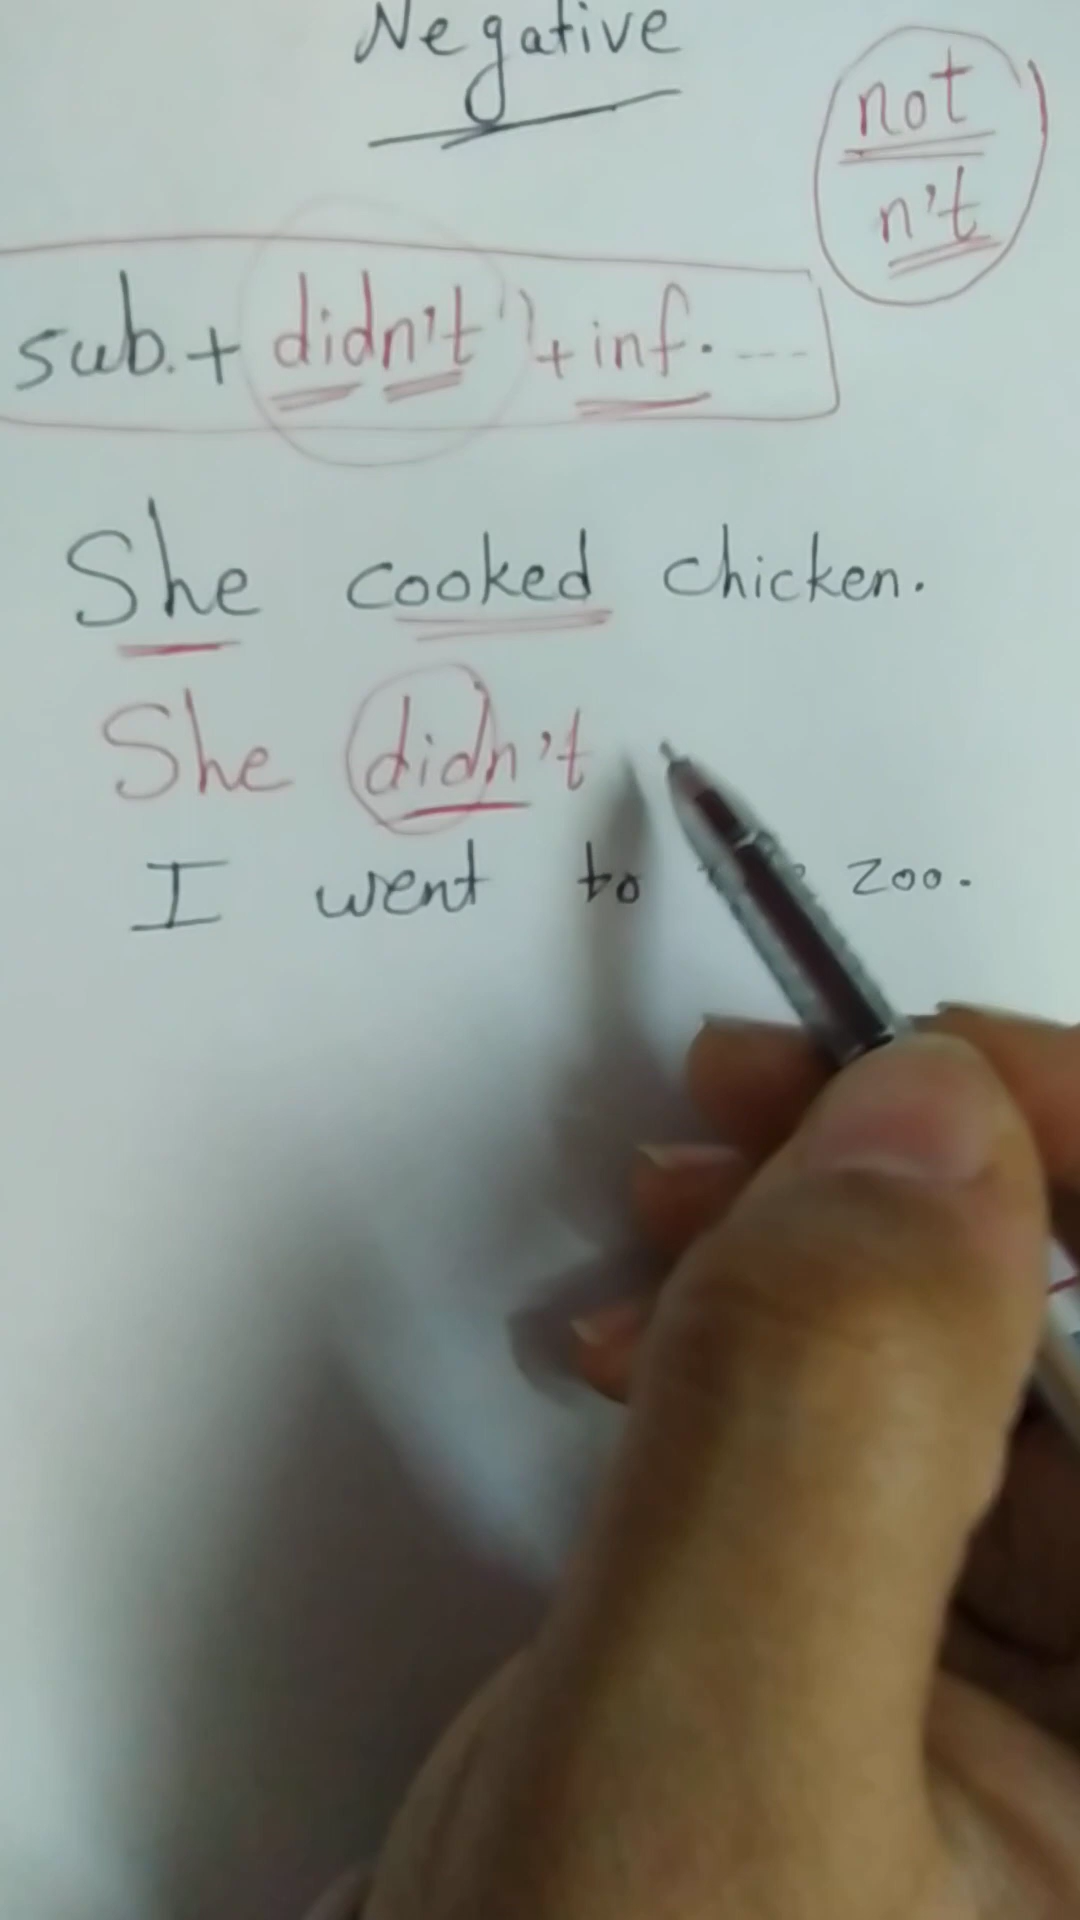 Negative
not
n't
sub. + didn't + inf. ----
She cooked chicken.
She didn't
I went to zoo.